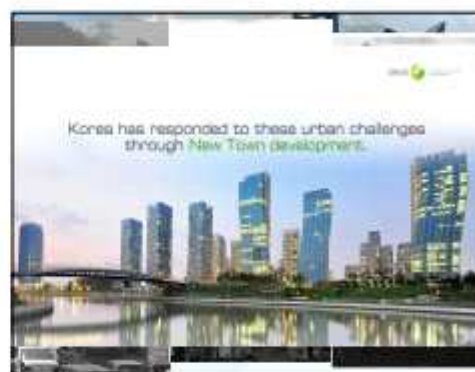 Korea has responded to these urban challenges
through New Town development.